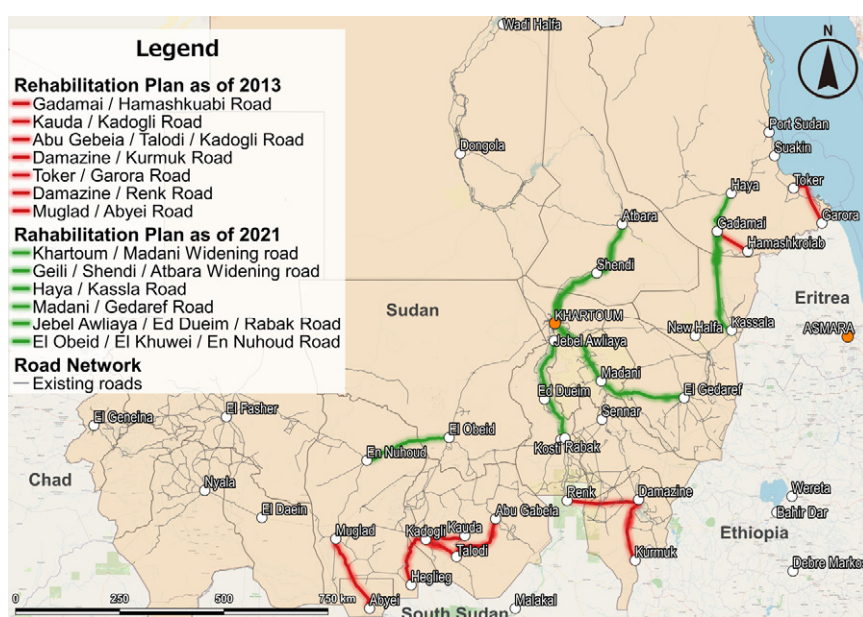 Legend
Rehabilitation Plan as of 2013
Gadamai / Hamashkuabi Road
Kauda / Kadogli Road
Abu Gebeia / Talodi / Kadogli Road
Damazine / Kurmuk Road
Toker / Garora Road
Damazine / Renk Road
Muglad / Abyei Road
Rahabilitation Plan as of 2021
Khartoum / Madani Widening road
Geili / Shendi / Atbara Widening road
Haya / Kassla Road
Madani / Gedaref Road
Jebel Awliaya / Ed Dueim / Rabak Road
El Obeid / El Khuwei / En Nuhoud Road
Road Network
Existing roads
N
Wadi Halfa
Port Sudan
Dongola
Suakin
Toker
Haya
Atbara
Garora
Gadamai
Hamashkroiab
Shendi
Eritrea
Sudan
KHARTOUM
New Halfa
Kassala
ASMARA
Jebel Awliaya
Madani
Ed Dueim
El Gedaref
El Fasher
El Geneina
Sennar
El Obeid
Kosti
Rabak
En Nuhoud
Chad
Nyala
Renk
Damazine
Wereta
Bahir Dar
El Daein
Abu Gabeia
Muglad
Kadogli
Kauda
Ethiopia
Talodi
Kurmuk
Debre Markos
Heglieg
Abyei
Malakal
South Sudan
0
250
500
750 km